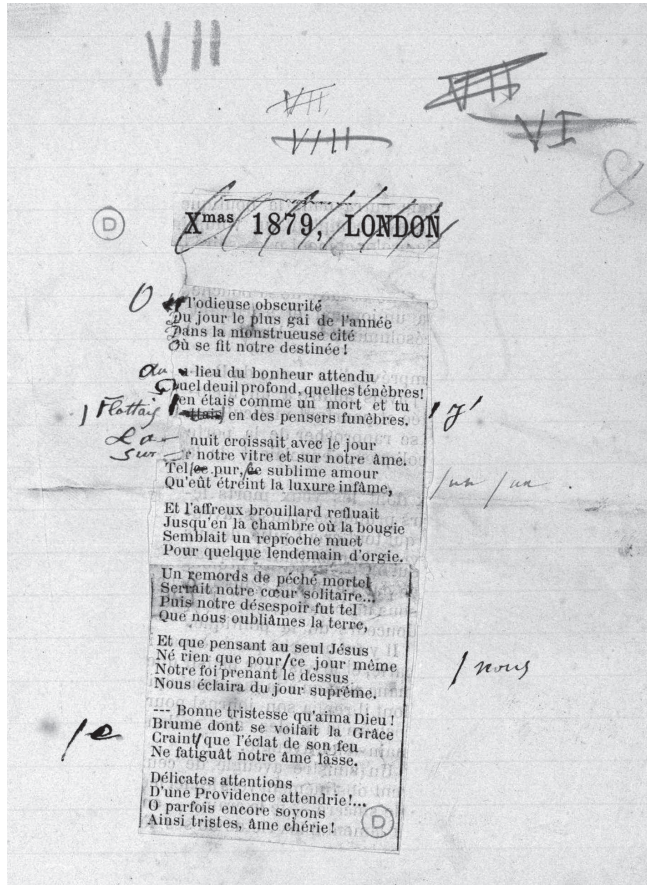 VII
VII
VIII
VII
VI
8
D
Xmas 1879, LONDON
O l'odieuse obscurité
Du jour le plus gai de l'année
Dans la monstrueuse cité
Où se fit notre destinée !
au lieu du bonheur attendu
Quel deuil profond, quelles ténèbres!
en étais comme un mort et tu / j'
/ Flottais en des pensers funèbres.
La nuit croissait avec le jour
Sur notre vitre et sur notre âme.
Tel/ce pur,/ce sublime amour
Qu'eût étreint la luxure infâme, /un /un .
Et l'affreux brouillard refluait
Jusqu'en la chambre où la bougie
Semblait un reproche muet
Pour quelque lendemain d'orgie.
Un remords de péché mortel
Serrait notre cœur solitaire...
Puis notre désespoir fut tel
Que nous oubliâmes la terre,
Et que pensant au seul Jésus
Né rien que pour/ce jour même / nous
Notre foi prenant le dessus
Nous éclaira du jour suprême.
--- Bonne tristesse qu'aima Dieu !
Brume dont se voilait la Grâce
/e Craint/ que l'éclat de son feu
Ne fatiguât notre âme lasse.
Délicates attentions
D'une Providence attendrie!...
O parfois encore soyons
Ainsi tristes, âme chérie!
D